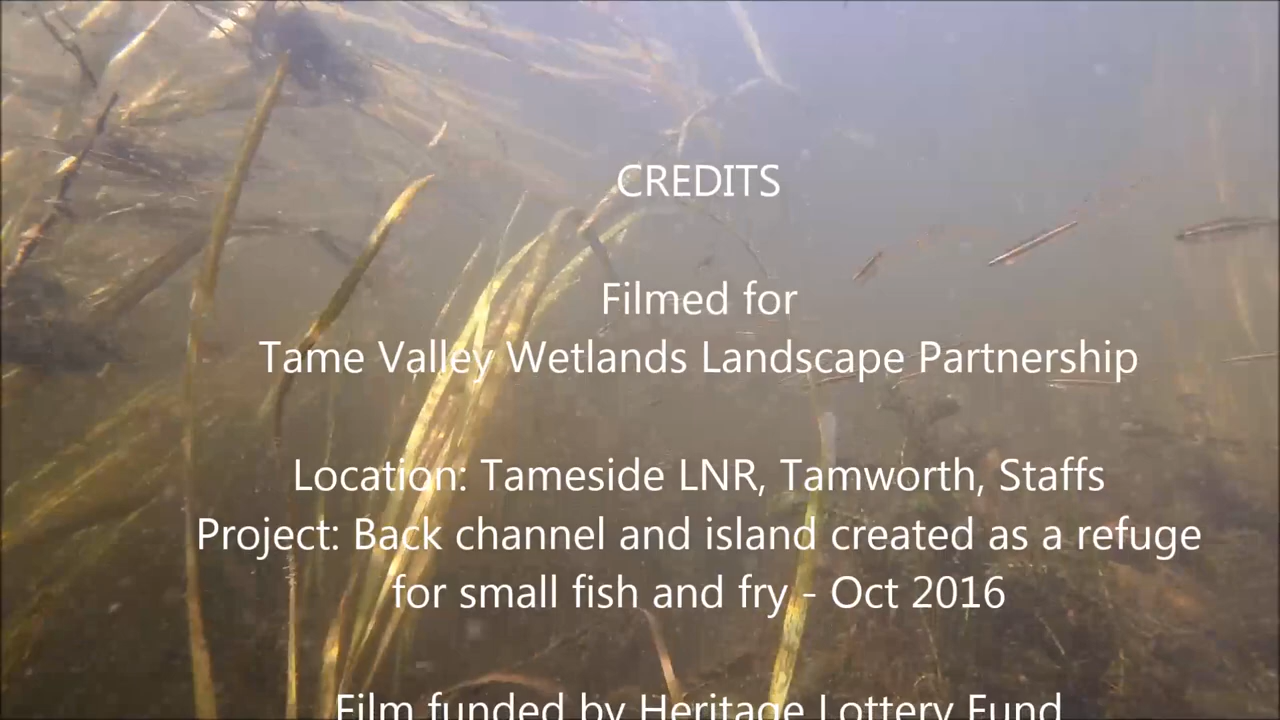 CREDITS
Filmed for
Tame Valley Wetlands Landscape Partnership
Location: Tameside LNR, Tamworth, Staffs
Project: Back channel and island created as a refuge
for small fish and fry - Oct 2016
Film funded by Heritage Lottery Fund